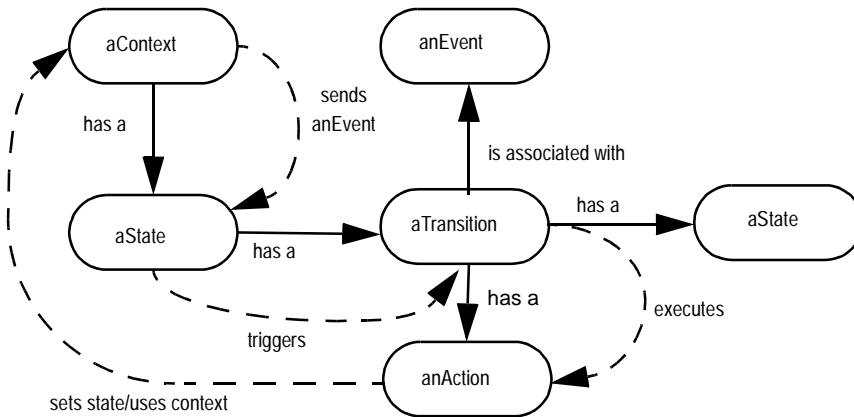 aContext
anEvent
sends
anEvent
has a
is associated with
aState
has a
aTransition
has a
aState
has a
triggers
executes
anAction
sets state/uses context